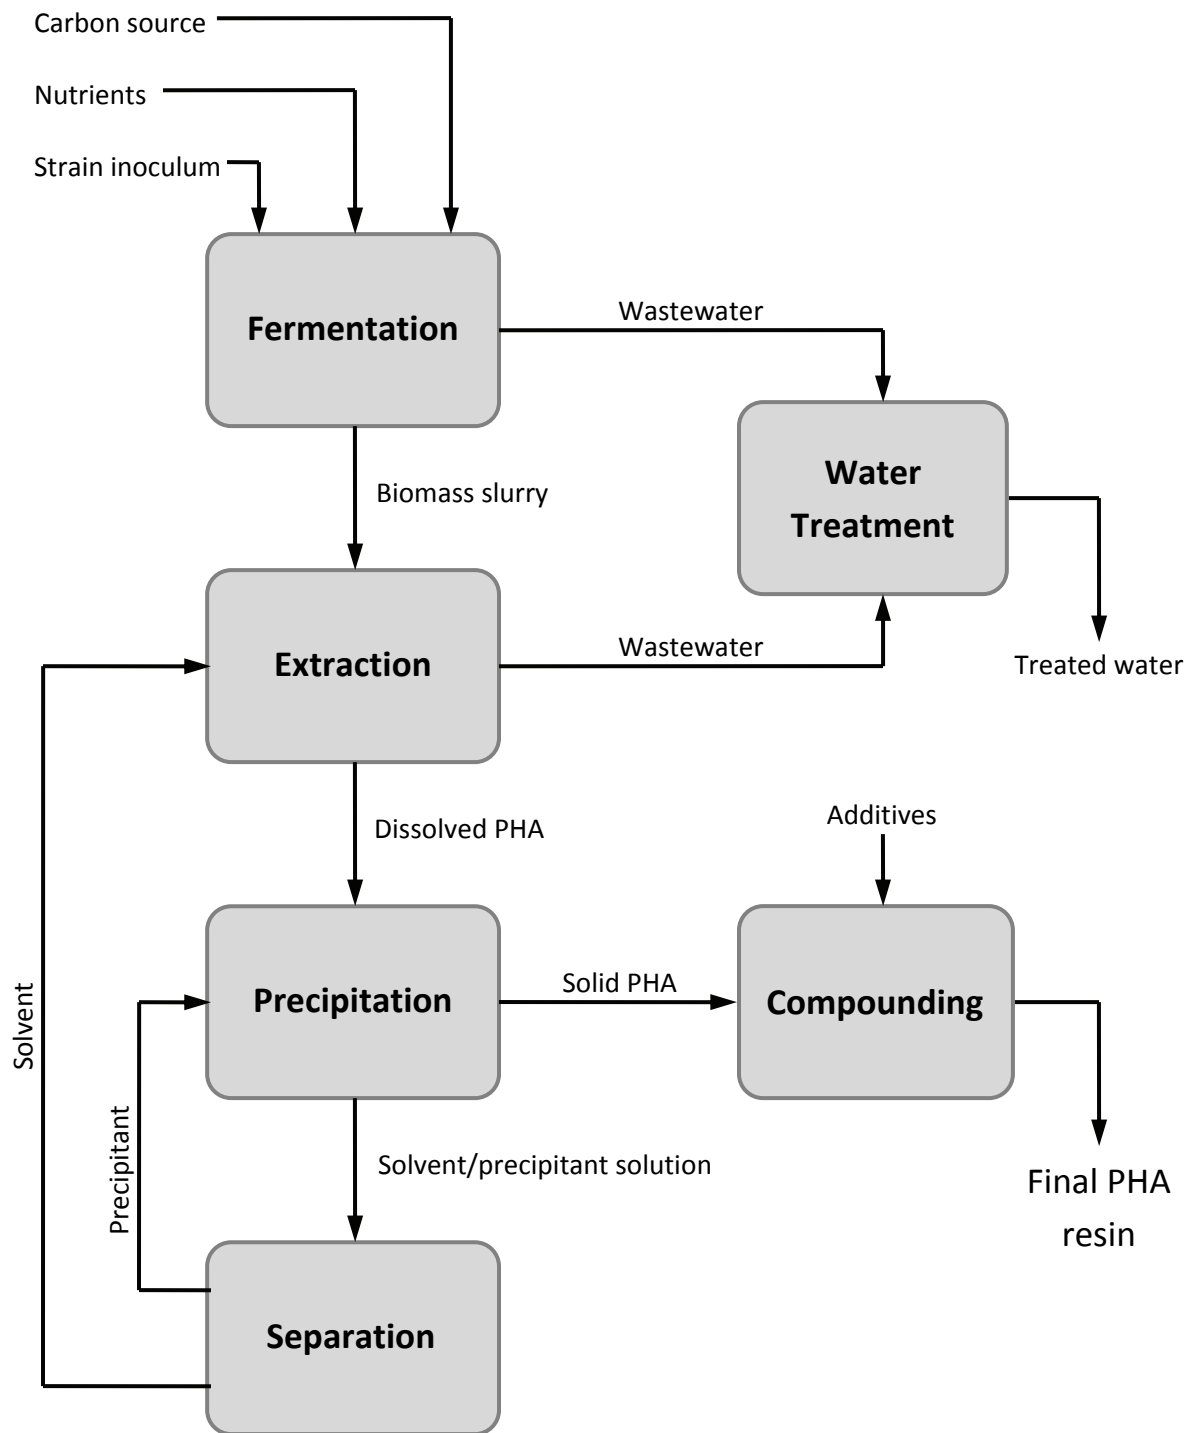 Carbon source
Nutrients
Strain inoculum
Fermentation
Wastewater
Water
Treatment
Biomass slurry
Extraction
Wastewater
Treated water
Dissolved PHA
Additives
Solvent
Precipitation
Solid PHA
Compounding
Precipitant
Solvent/precipitant solution
Final PHA
resin
Separation